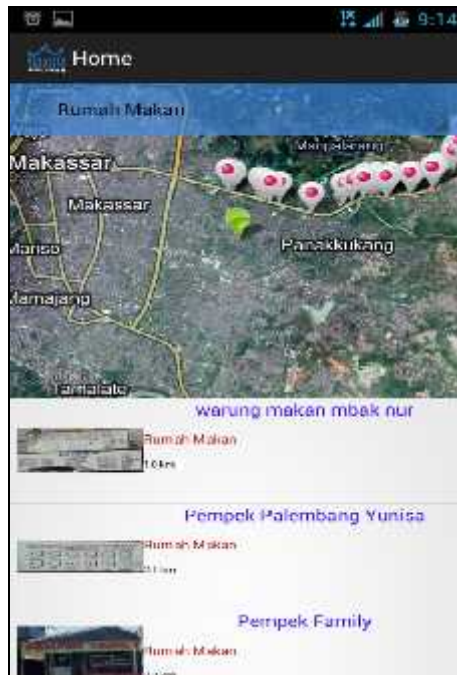 9:14
Home
Rumah Makan
Makassar
Makassar
Panakkukang
Mamajang
Tamalate
warung makan mbak nur
Rumah Makan
Pempek Palembang Yunisa
Rumah Makan
Pempek Family
Rumah Makan